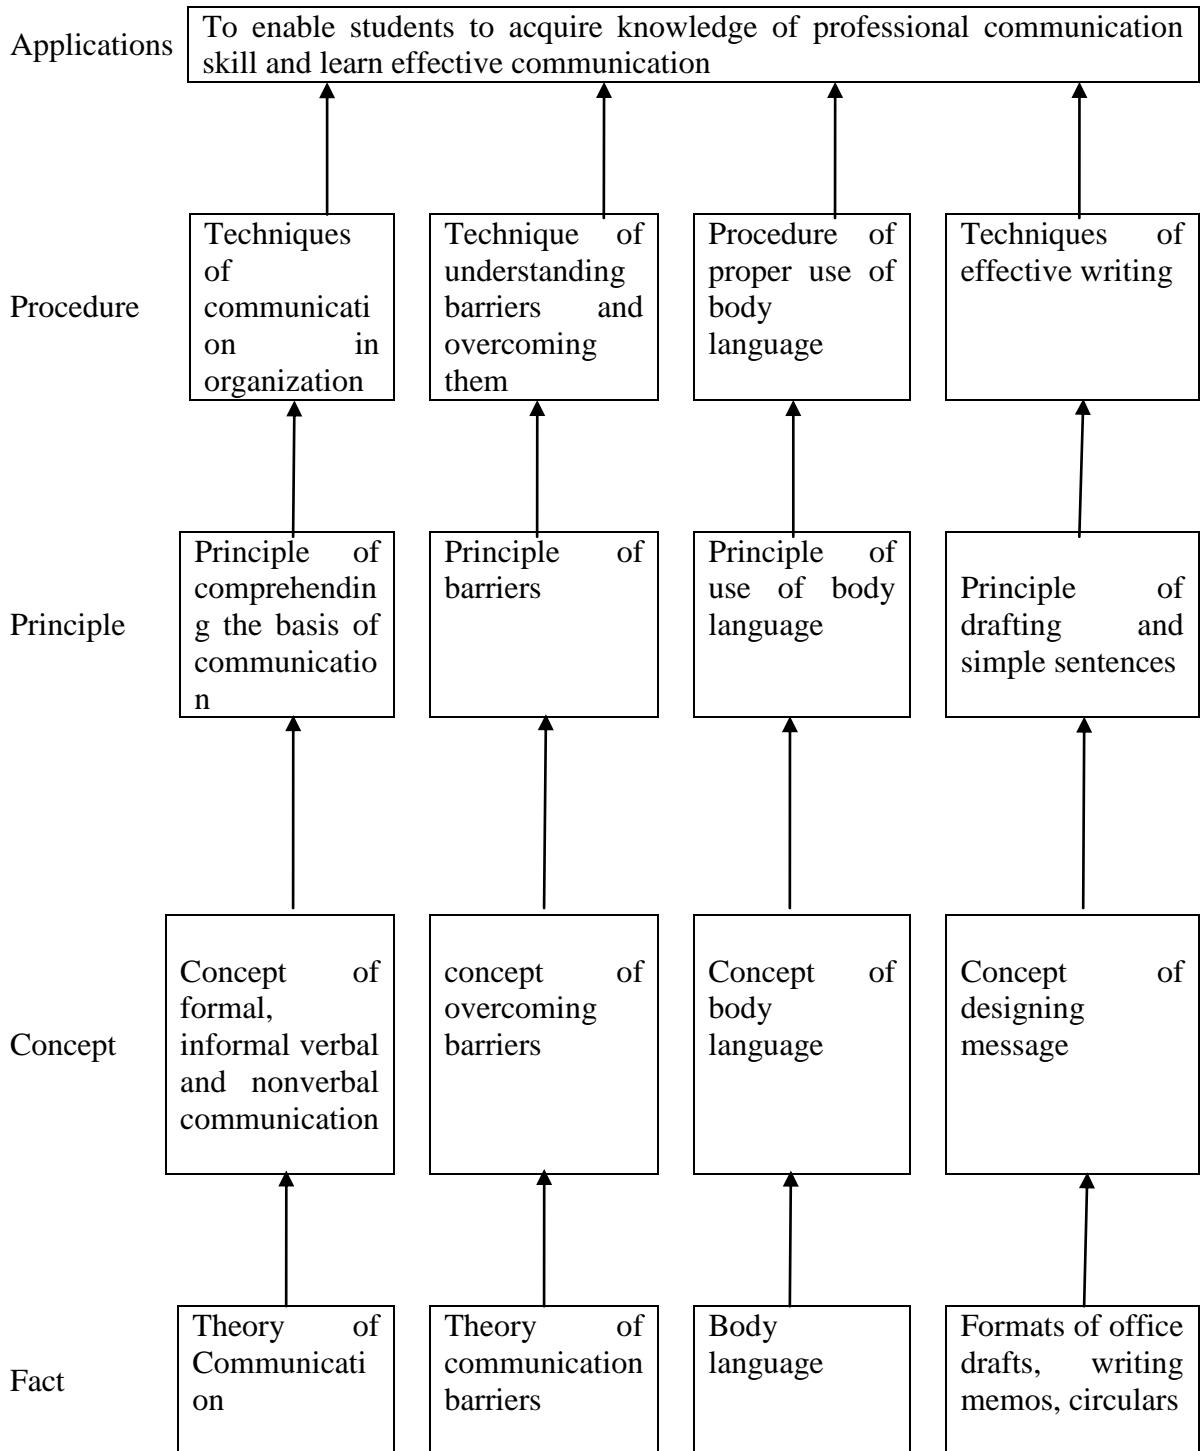 Applications
To enable students to acquire knowledge of professional communication
skill and learn effective communication
Procedure
Techniques
of
communicati
on in
organization
Technique of
understanding
barriers and
overcoming
them
Procedure of
proper use of
body
language
Techniques of
effective writing
Principle
Principle of
comprehendin
g the basis of
communicatio
n
Principle of
barriers
Principle of
use of body
language
Principle of
drafting and
simple sentences
Concept
Concept of
formal,
informal verbal
and nonverbal
communication
concept of
overcoming
barriers
Concept of
body
language
Concept of
designing
message
Fact
Theory of
Communicati
on
Theory of
communication
barriers
Body
language
Formats of office
drafts, writing
memos, circulars